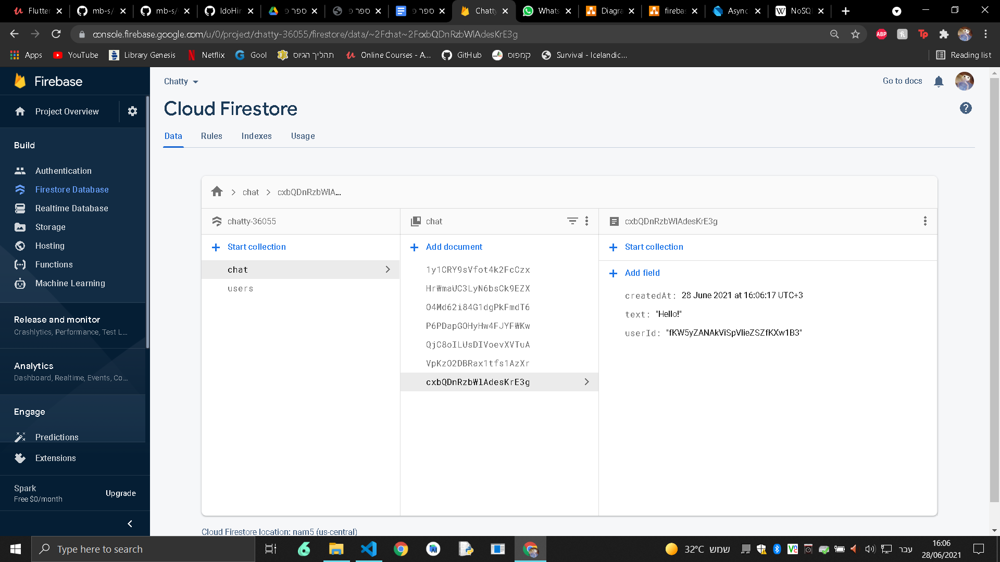 Flutter
mb-s/
mb-s/
IdoHir
ספר פ
ספר פ
ספר פ
Chatty
Whats
Diagra
firebas
Async
NoSQ
console.firebase.google.com/u/0/project/chatty-36055/firestore/data/~2Fchat~2FcxbQDnRzbWlAdesKrE3g
Apps
YouTube
Library Genesis
Netflix
Gool
תהליך הגיוס
Online Courses - A...
GitHub
קמפוס
Survival - Icelandic...
Reading list
Firebase
Chatty
Go to docs
Project Overview
Cloud Firestore
Data
Rules
Indexes
Usage
Build
Authentication
Firestore Database
Realtime Database
Storage
Hosting
Functions
Machine Learning
Release and monitor
Crashlytics, Performance, Test L...
Analytics
Dashboard, Realtime, Events, Co...
Engage
Predictions
Extensions
Spark
Free $0/month
Upgrade
chat
cxbQDnRzbWlA...
chatty-36055
chat
cxbQDnRzbWlAdesKrE3g
Start collection
Add document
Start collection
chat
users
1y1CRY9sVfot4k2FcCzx
HrWmaUC3LyN6bsCk9EZX
O4Md62i84G1dgPkFmdT6
P6PDapGOHyHw4FJYFWKw
QjC8oILUsDIVoevXVTuA
VpKzO2DBRax1tfs1AzXr
cxbQDnRzbWlAdesKrE3g
Add field
createdAt: 28 June 2021 at 16:06:17 UTC+3
text: "Hello!"
userId: "fKW5yZANAkViSpVlieZSZfKXw1B3"
Cloud Firestore location: nam5 (us-central)
Type here to search
32°C שמש
עבר
16:06
28/06/2021